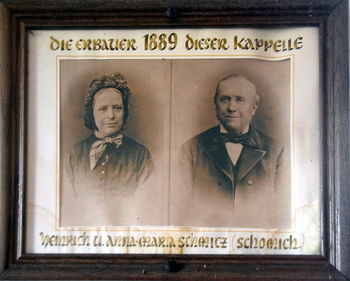 Die Erbauer 1889 dieser Kappelle
Heinrich u. Anna-Maria Schmitz (Schomich)